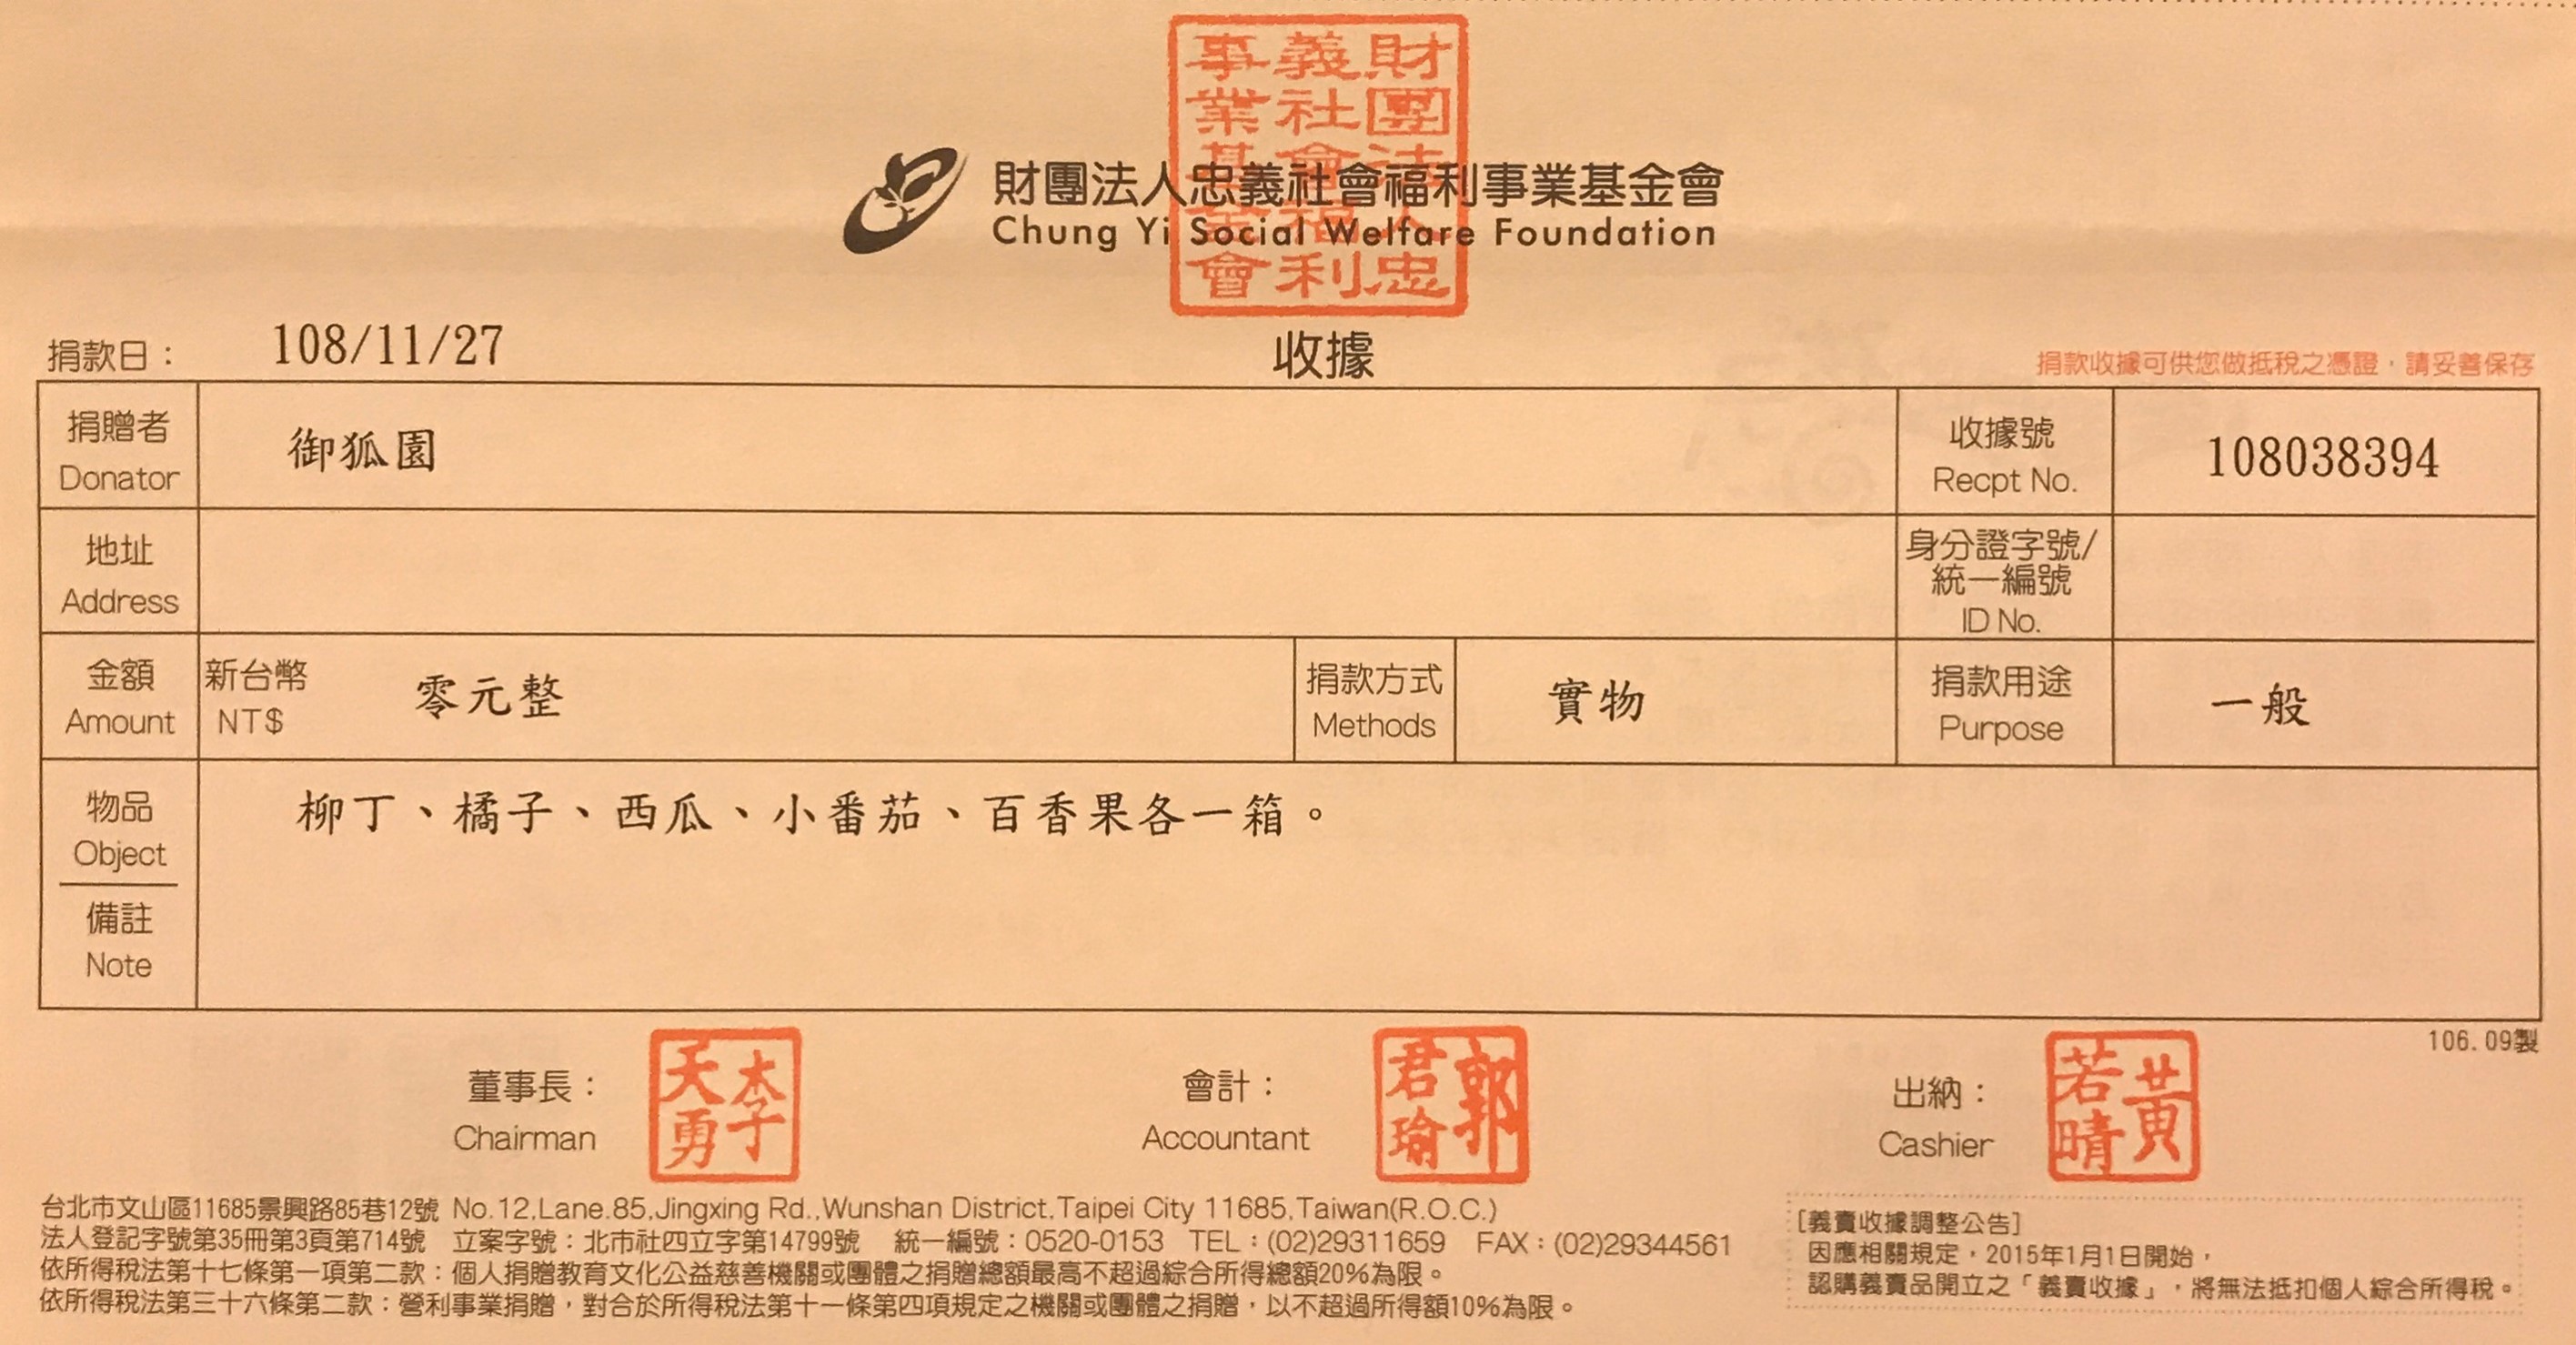 財團法人忠義社會福利事業基金會
財團法人忠義社會福利事業基金會
Chung Yi Social Welfare Foundation
捐款日：
108/11/27
收據
捐款收據可供您做抵稅之憑證，請妥善保存
捐贈者
Donator
御狐園
收據號
Recpt No.
108038394
地址
Address
身分證字號/
統一編號
ID No.
金額
Amount
新台幣
NT$
零元整
捐款方式
Methods
實物
捐款用途
Purpose
一般
物品
Object
柳丁、橘子、西瓜、小番茄、百香果各一箱。
備註
Note
106.09製
董事長：
Chairman
李天勇
會計：
Accountant
郭君瑜
出納：
Cashier
黃若晴
台北市文山區11685景興路85巷12號 No.12,Lane.85,Jingxing Rd.,Wunshan District,Taipei City 11685,Taiwan(R.O.C.)
法人登記字號第35冊第3頁第714號 立案字號：北市社四立字第14799號 統一編號：0520-0153 TEL：(02)29311659 FAX：(02)29344561
依所得稅法第十七條第一項第二款：個人捐贈教育文化公益慈善機關或團體之捐贈總額最高不超過綜合所得總額20%為限。
依所得稅法第三十六條第二款：營利事業捐贈，對合於所得稅法第十一條第四項規定之機關或團體之捐贈，以不超過所得額10%為限。
[義賣收據調整公告]
因應相關規定，2015年1月1日開始，
認購義賣品開立之「義賣收據」，將無法抵扣個人綜合所得稅。